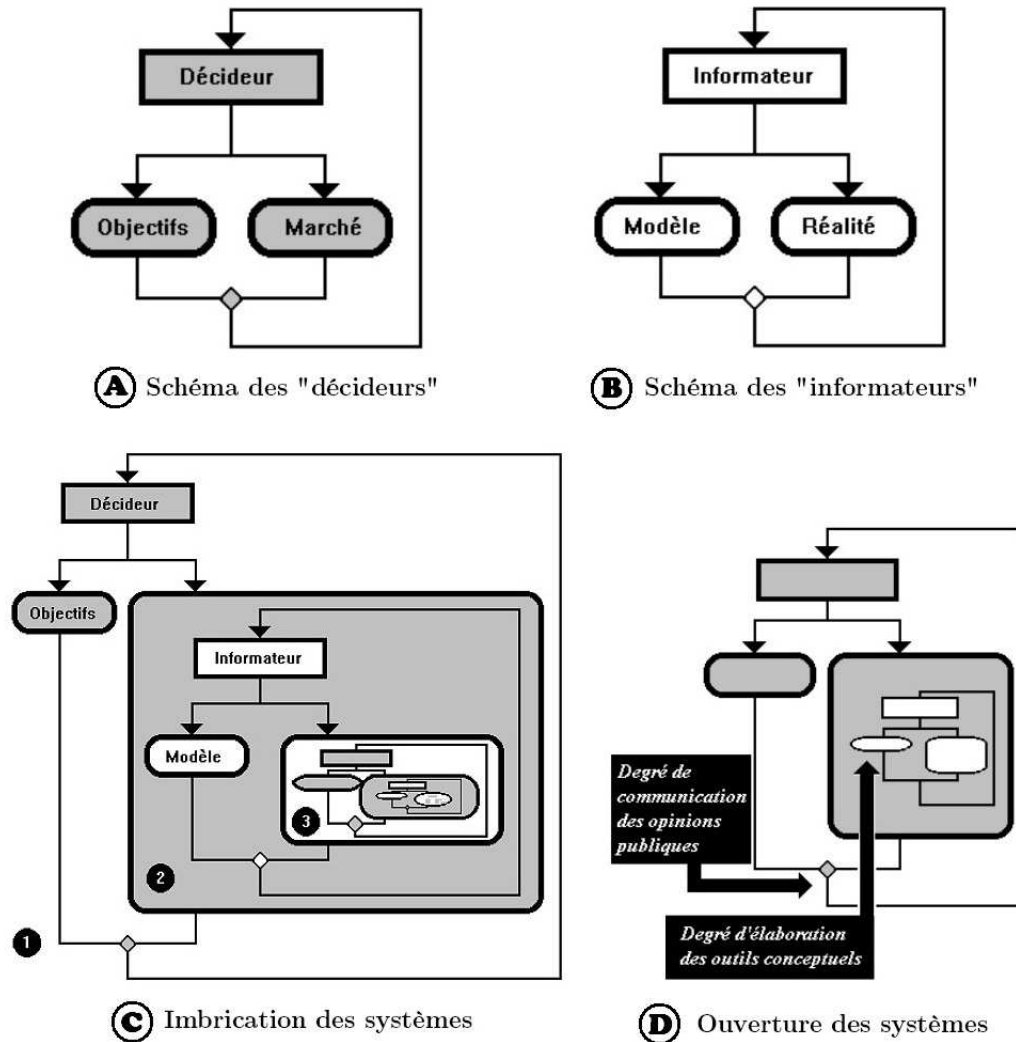 Décideur
Objectifs
Marché
A Schéma des "décideurs"
Informateur
Modèle
Réalité
B Schéma des "informateurs"
Décideur
Objectifs
Informateur
Modèle
3
2
1
C Imbrication des systèmes
Degré de
communication
des opinions
publiques
Degré d'élaboration
des outils conceptuels
D Ouverture des systèmes